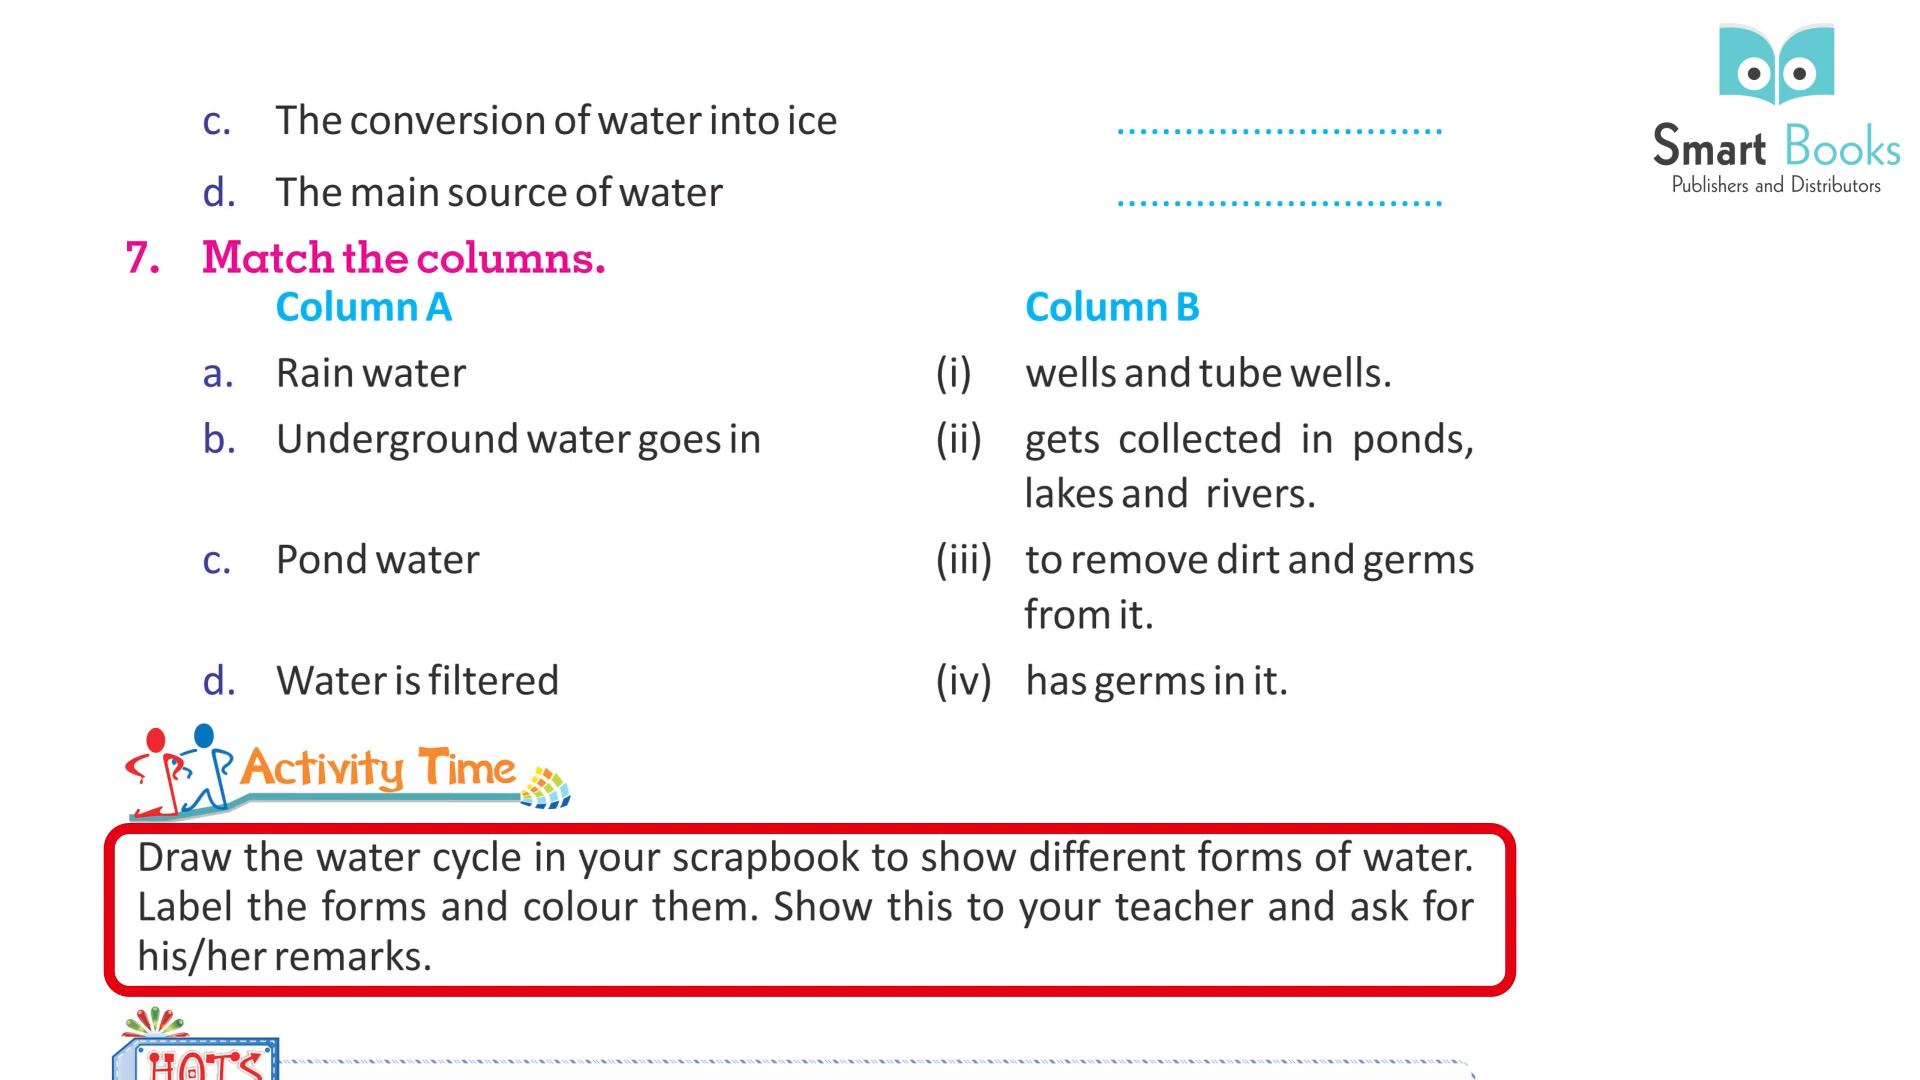 Smart Books
Publishers and Distributors
c. The conversion of water into ice ............................
d. The main source of water ............................
7. Match the columns.
Column A Column B
a. Rain water (i) wells and tube wells.
b. Underground water goes in (ii) gets collected in ponds,
lakes and rivers.
c. Pond water (iii) to remove dirt and germs
from it.
d. Water is filtered (iv) has germs in it.
Activity Time
Draw the water cycle in your scrapbook to show different forms of water.
Label the forms and colour them. Show this to your teacher and ask for
his/her remarks.
HOTS